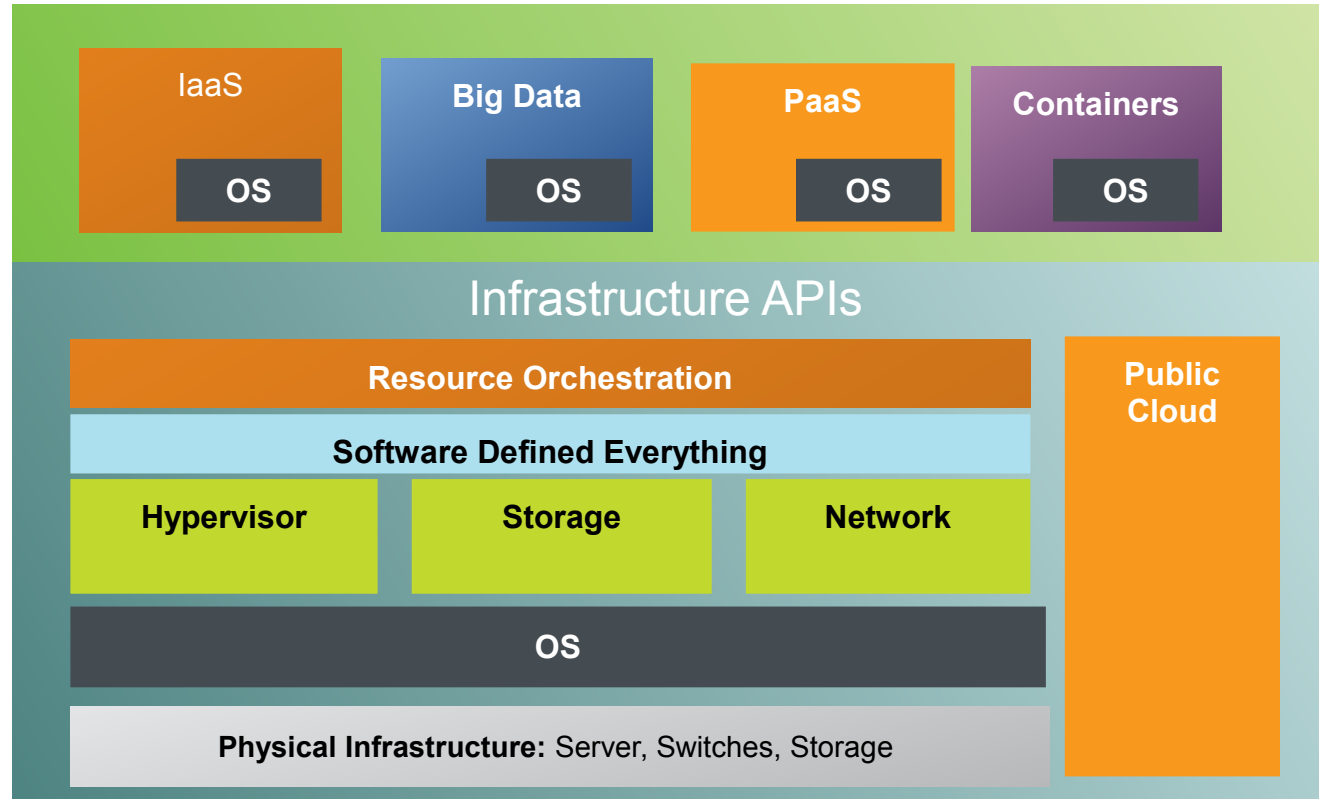 IaaS
Big Data
PaaS
Containers
OS
OS
OS
OS
Infrastructure APIs
Resource Orchestration
Public
Cloud
Software Defined Everything
Hypervisor
Storage
Network
OS
Physical Infrastructure: Server, Switches, Storage